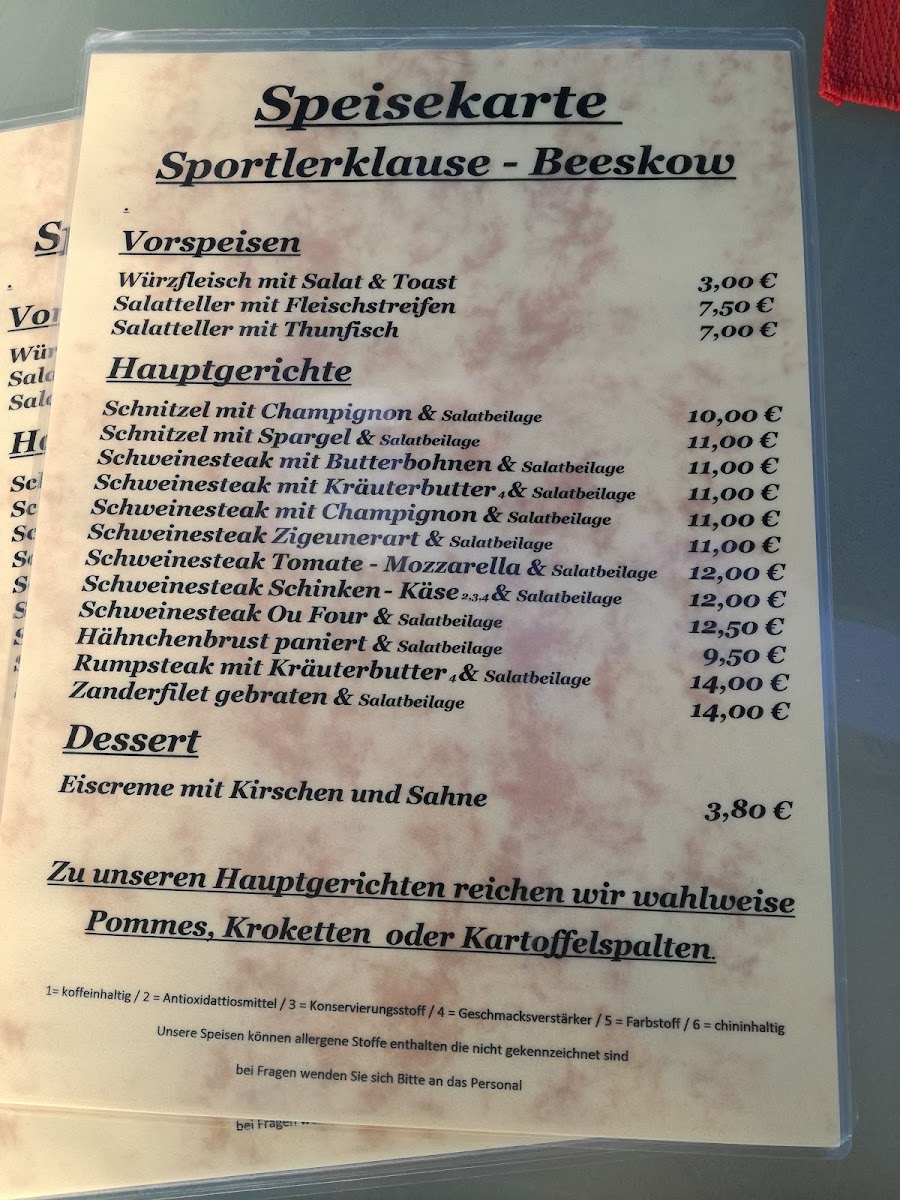 Speisekarte
Sportlerklause - Beeskow
Vorspeisen
Würzfleisch mit Salat & Toast 3,00 €
Salatteller mit Fleischstreifen 7,50 €
Salatteller mit Thunfisch 7,00 €
Hauptgerichte
Schnitzel mit Champignon & Salatbeilage 10,00 €
Schnitzel mit Spargel & Salatbeilage 11,00 €
Schweinesteak mit Butterbohnen & Salatbeilage 11,00 €
Schweinesteak mit Kräuterbutter 4 & Salatbeilage 11,00 €
Schweinesteak mit Champignon & Salatbeilage 11,00 €
Schweinesteak Zigeunerart & Salatbeilage 11,00 €
Schweinesteak Tomate - Mozzarella & Salatbeilage 12,00 €
Schweinesteak Schinken - Käse 2,3,4 & Salatbeilage 12,00 €
Schweinesteak Ou Four & Salatbeilage 12,50 €
Hähnchenbrust paniert & Salatbeilage 9,50 €
Rumpsteak mit Kräuterbutter 4 & Salatbeilage 14,00 €
Zanderfilet gebraten & Salatbeilage 14,00 €
Dessert
Eiscreme mit Kirschen und Sahne 3,80 €
Zu unseren Hauptgerichten reichen wir wahlweise
Pommes, Kroketten oder Kartoffelspalten.
1= koffeinhaltig / 2 = Antioxidattiosmittel / 3 = Konservierungsstoff / 4 = Geschmacksverstärker / 5 = Farbstoff / 6 = chininhaltig
Unsere Speisen können allergene Stoffe enthalten die nicht gekennzeichnet sind
bei Fragen wenden Sie sich Bitte an das Personal
bei Fragen